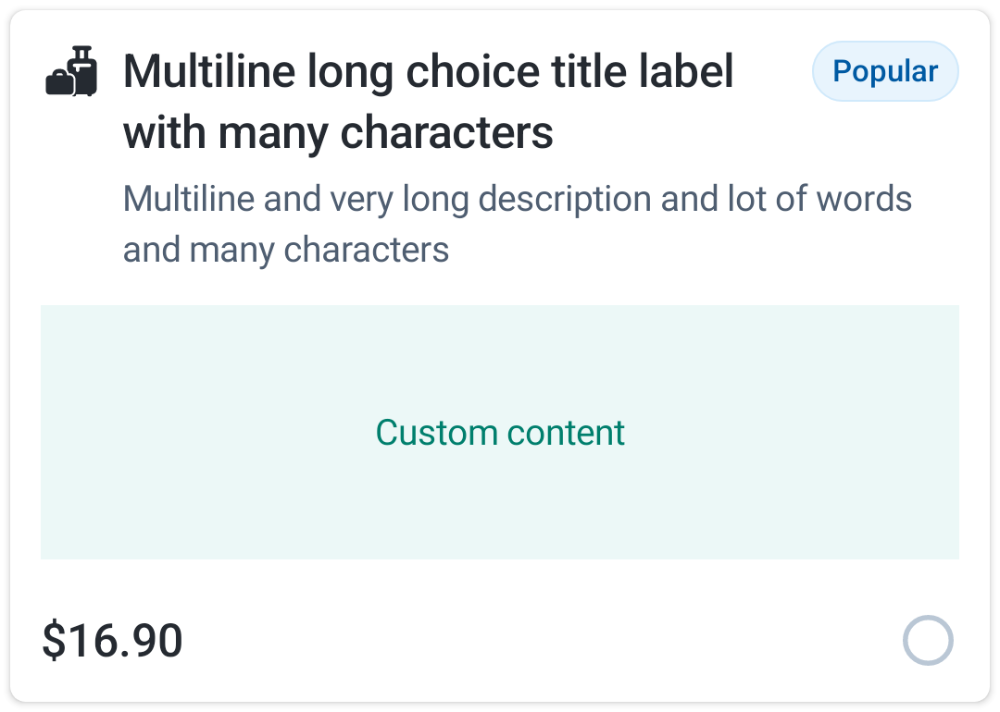 Multiline long choice title label
Popular
with many characters
Multiline and very long description and lot of words
and many characters
Custom content
$16.90